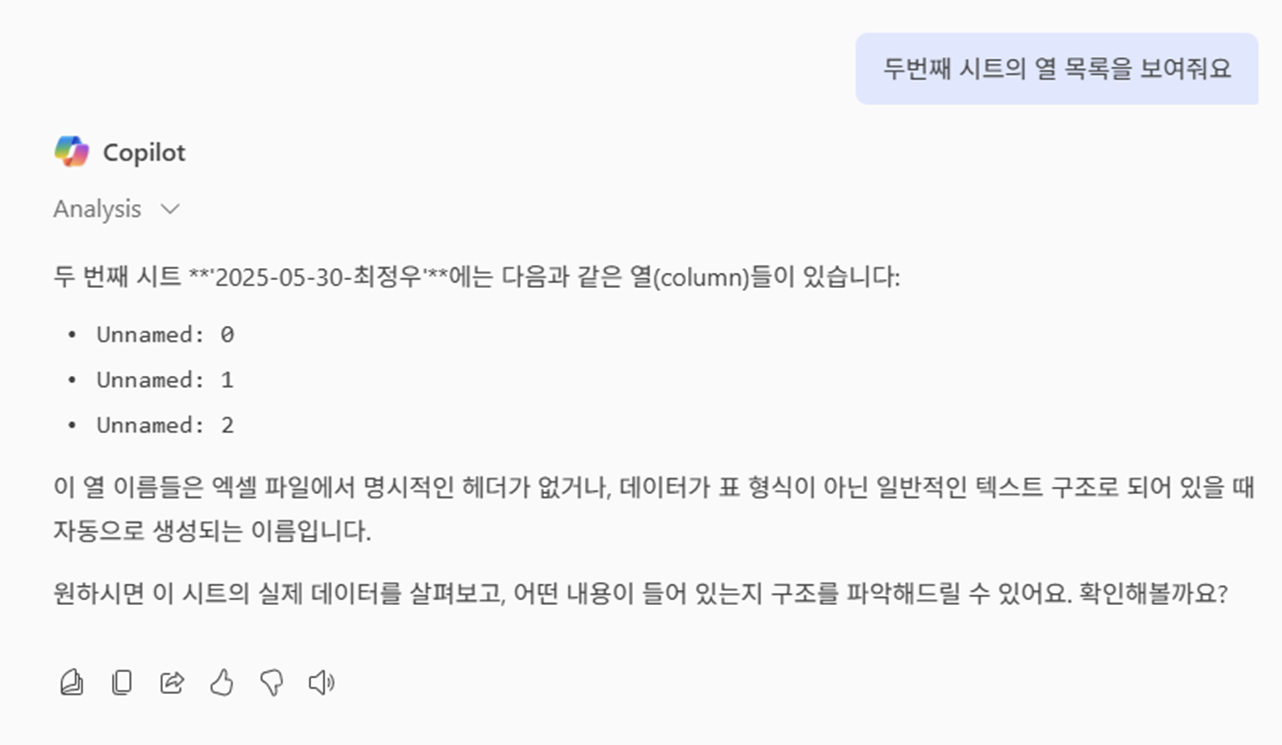 두번째 시트의 열 목록을 보여줘요
Copilot
Analysis
두 번째 시트 **'2025-05-30-최정우'**에는 다음과 같은 열(column)들이 있습니다:
• Unnamed: 0
• Unnamed: 1
• Unnamed: 2
이 열 이름들은 엑셀 파일에서 명시적인 헤더가 없거나, 데이터가 표 형식이 아닌 일반적인 텍스트 구조로 되어 있을 때
자동으로 생성되는 이름입니다.
원하시면 이 시트의 실제 데이터를 살펴보고, 어떤 내용이 들어 있는지 구조를 파악해드릴 수 있어요. 확인해볼까요?